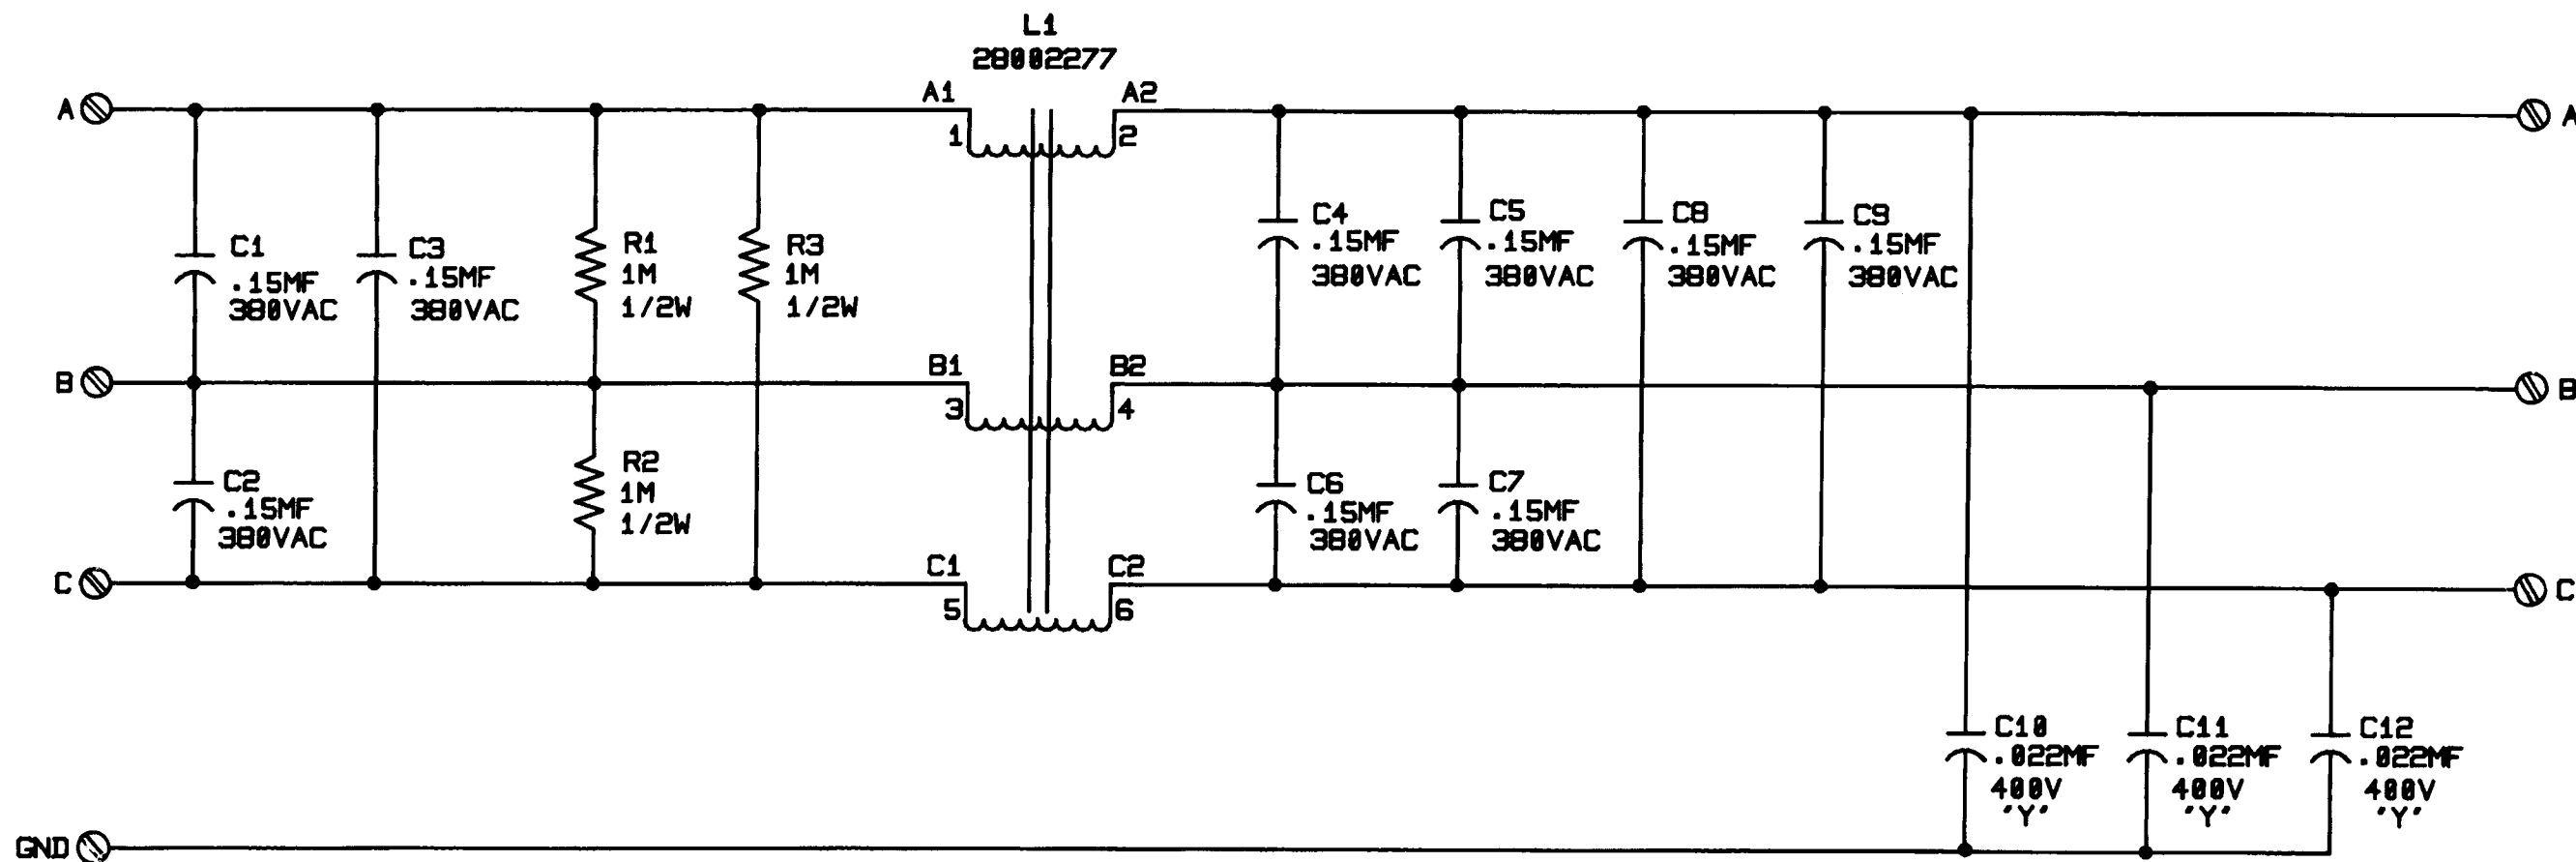 L1
28002277
A
A1
A2
A
1
2
C1
.15MF
380VAC
C3
.15MF
380VAC
R1
1M
1/2W
R3
1M
1/2W
C4
.15MF
380VAC
C5
.15MF
380VAC
C8
.15MF
380VAC
C9
.15MF
380VAC
B
B1
B2
B
3
4
C2
.15MF
380VAC
R2
1M
1/2W
C6
.15MF
380VAC
C7
.15MF
380VAC
C
C1
C2
C
5
6
C10
.022MF
400V
"Y"
C11
.022MF
400V
"Y"
C12
.022MF
400V
"Y"
GND